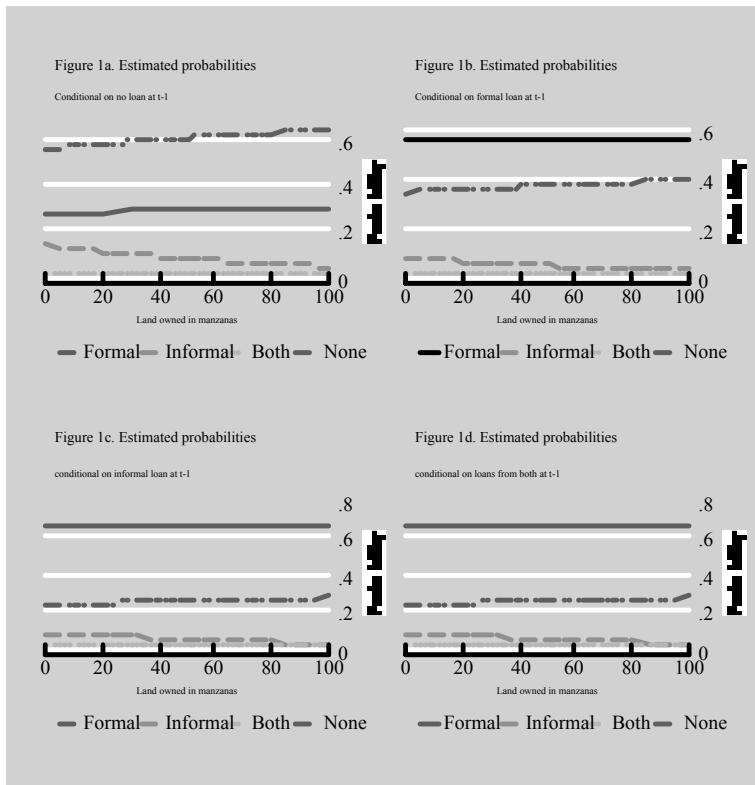 Figure 1a. Estimated probabilities
Conditional on no loan at t-1
.6
.4
.2
0
0 20 40 60 80 100
Land owned in manzanas
Formal Informal Both None
Figure 1b. Estimated probabilities
Conditional on formal loan at t-1
.6
.4
.2
0
0 20 40 60 80 100
Land owned in manzanas
Formal Informal Both None
Figure 1c. Estimated probabilities
conditional on informal loan at t-1
.8
.6
.4
.2
0
0 20 40 60 80 100
Land owned in manzanas
Formal Informal Both None
Figure 1d. Estimated probabilities
conditional on loans from both at t-1
.8
.6
.4
.2
0
0 20 40 60 80 100
Land owned in manzanas
Formal Informal Both None